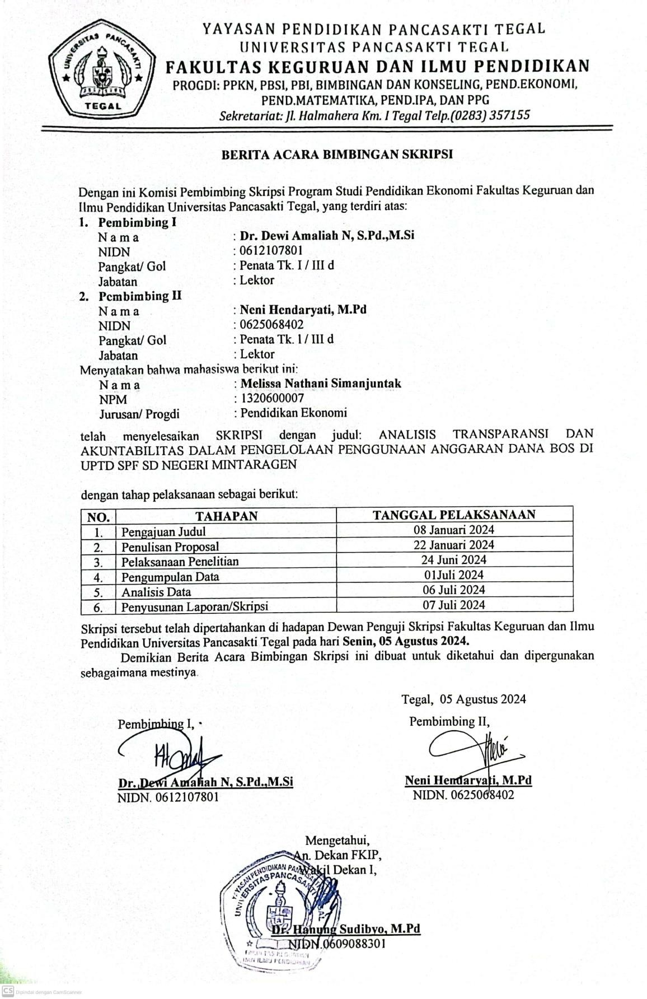 UNIVERSITAS PANCASAKTI
TEGAL
YAYASAN PENDIDIKAN PANCASAKTI TEGAL
UNIVERSITAS PANCASAKTI TEGAL
FAKULTAS KEGURUAN DAN ILMU PENDIDIKAN
PROGDI: PPKN, PBSI, PBI, BIMBINGAN DAN KONSELING, PEND.EKONOMI,
PEND.MATEMATIKA, PEND.IPA, DAN PPG
Sekretariat: Jl. Halmahera Km. I Tegal Telp.(0283) 357155
BERITA ACARA BIMBINGAN SKRIPSI
Dengan ini Komisi Pembimbing Skripsi Program Studi Pendidikan Ekonomi Fakultas Keguruan dan
Ilmu Pendidikan Universitas Pancasakti Tegal, yang terdiri atas:
1. Pembimbing I
N a m a : Dr. Dewi Amaliah N, S.Pd.,M.Si
NIDN : 0612107801
Pangkat/ Gol : Penata Tk. I / III d
Jabatan : Lektor
2. Pembimbing II
N a m a : Neni Hendaryati, M.Pd
NIDN : 0625068402
Pangkat/ Gol : Penata Tk. 1 / III d
Jabatan : Lektor
Menyatakan bahwa mahasiswa berikut ini:
N a m a : Melissa Nathani Simanjuntak
NPM : 1320600007
Jurusan/ Progdi : Pendidikan Ekonomi
telah menyelesaikan SKRIPSI dengan judul: ANALISIS TRANSPARANSI DAN
AKUNTABILITAS DALAM PENGELOLAAN PENGGUNAAN ANGGARAN DANA BOS DI
UPTD SPF SD NEGERI MINTARAGEN
dengan tahap pelaksanaan sebagai berikut:
NO. TAHAPAN TANGGAL PELAKSANAAN
1. Pengajuan Judul 08 Januari 2024
2. Penulisan Proposal 22 Januari 2024
3. Pelaksanaan Penelitian 24 Juni 2024
4. Pengumpulan Data 01Juli 2024
5. Analisis Data 06 Juli 2024
6. Penyusunan Laporan/Skripsi 07 Juli 2024
Skripsi tersebut telah dipertahankan di hadapan Dewan Penguji Skripsi Fakultas Keguruan dan Ilmu
Pendidikan Universitas Pancasakti Tegal pada hari Senin, 05 Agustus 2024.
Demikian Berita Acara Bimbingan Skripsi ini dibuat untuk diketahui dan dipergunakan
sebagaimana mestinya.
Tegal, 05 Agustus 2024
Pembimbing I, Pembimbing II,
Dr. Dewi Amaliah N, S.Pd.,M.Si Neni Hendaryati, M.Pd
NIDN. 0612107801 NIDN. 0625068402
Mengetahui,
An. Dekan FKIP,
Wakil Dekan I,
YAYASAN PENDIDIKAN
UNIVERSITAS PANCASAKTI
Dr. Hanung Sudibyo, M.Pd
NIDN.0609088301
DAN ILMU PENDIDIKAN
CS Dipindai dengan CamScanner